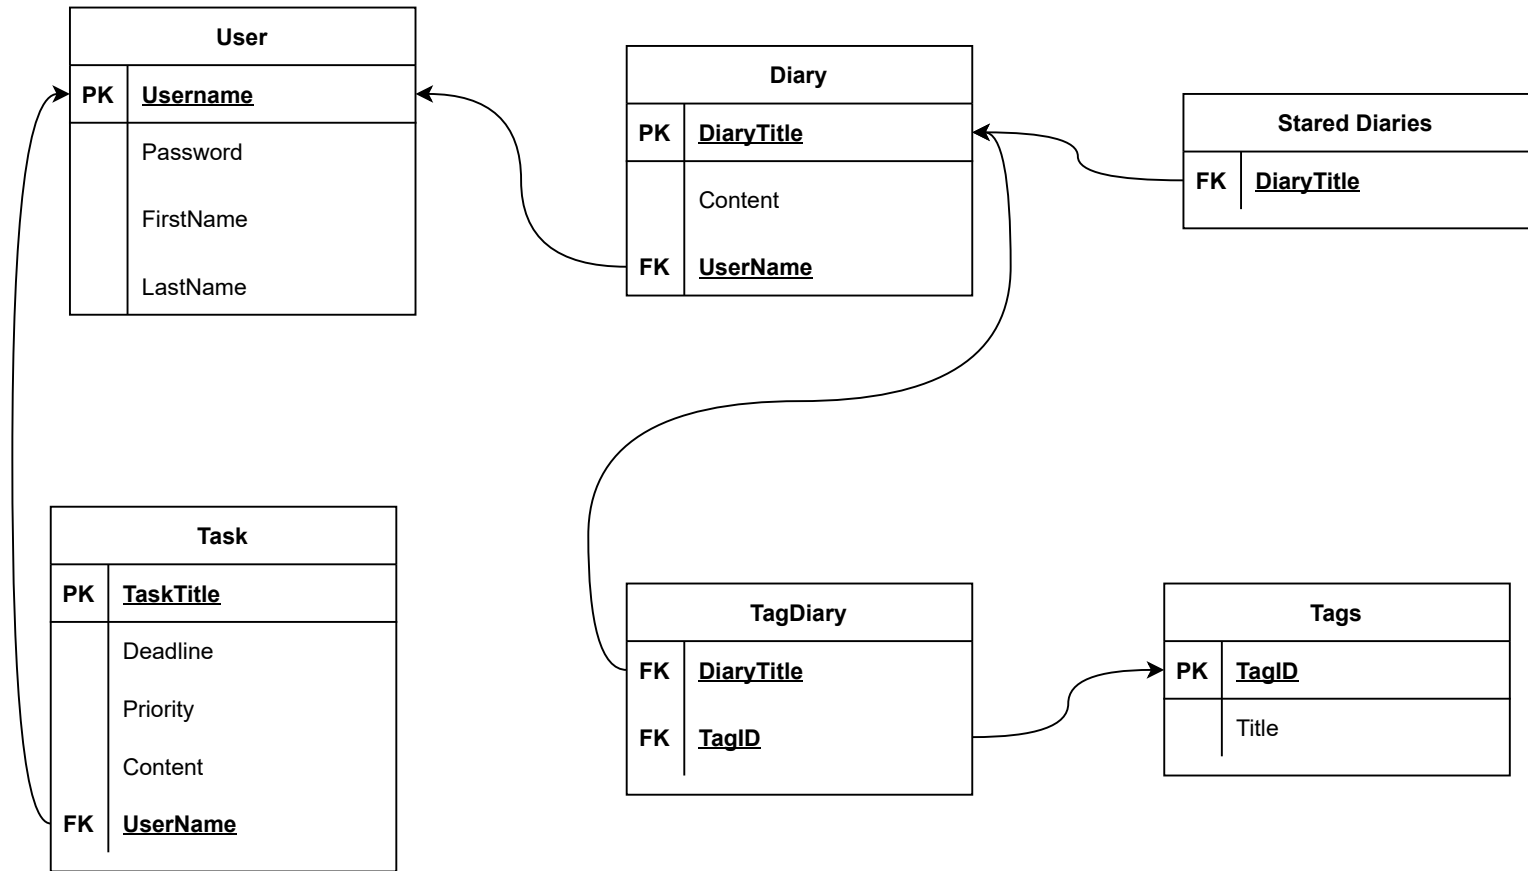 User
PK Username
Password
FirstName
LastName
Diary
PK DiaryTitle
Content
FK UserName
Stared Diaries
FK DiaryTitle
Task
PK TaskTitle
Deadline
Priority
Content
FK UserName
TagDiary
FK DiaryTitle
FK TagID
Tags
PK TagID
Title